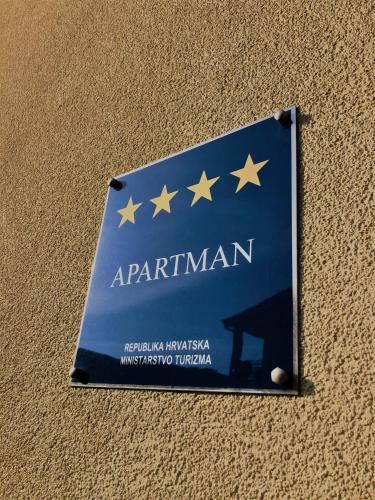 APARTMAN
REPUBLIKA HRVATSKA
MINISTARSTVO TURIZMA